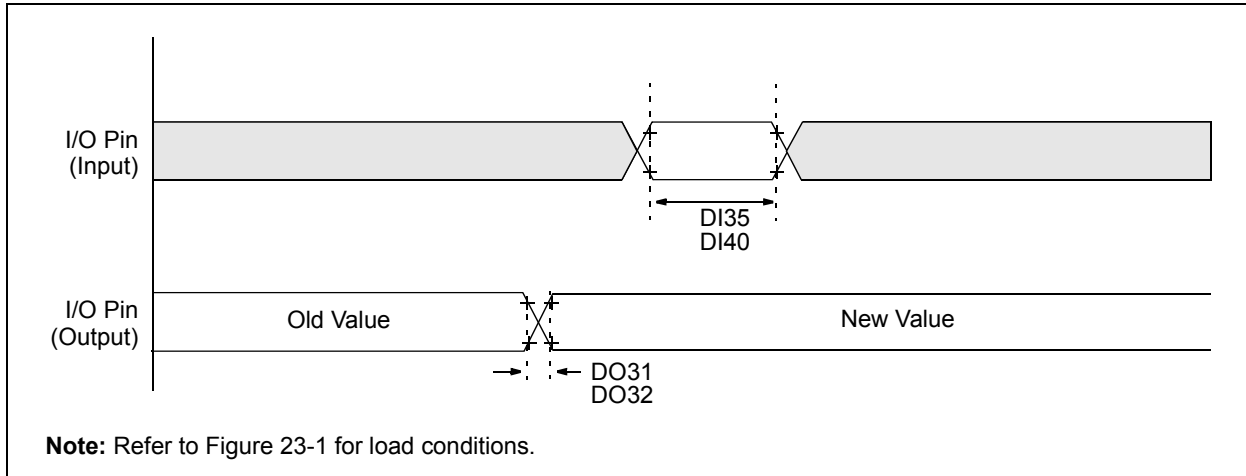 I/O Pin
(Input)
DI35
DI40
I/O Pin
(Output)
Old Value
New Value
DO31
DO32
Note: Refer to Figure 23-1 for load conditions.